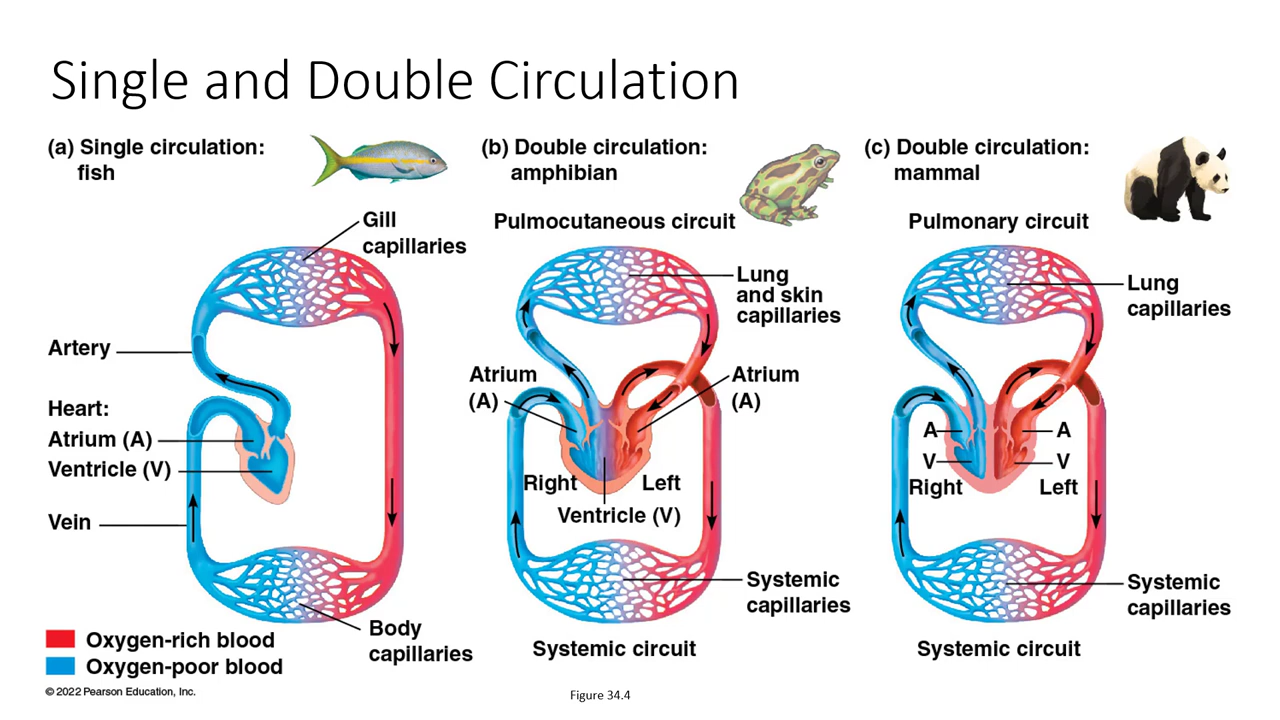 Single and Double Circulation
(a) Single circulation:
fish
Gill
capillaries
Artery
Heart:
Atrium (A)
Ventricle (V)
Vein
Body
capillaries
Oxygen-rich blood
Oxygen-poor blood
© 2022 Pearson Education, Inc.
(b) Double circulation:
amphibian
Pulmocutaneous circuit
Lung
and skin
capillaries
Atrium
(A)
Atrium
(A)
Right
Left
Ventricle (V)
Systemic
capillaries
Systemic circuit
Figure 34.4
(c) Double circulation:
mammal
Pulmonary circuit
Lung
capillaries
A
A
V
V
Right
Left
Systemic
capillaries
Systemic circuit